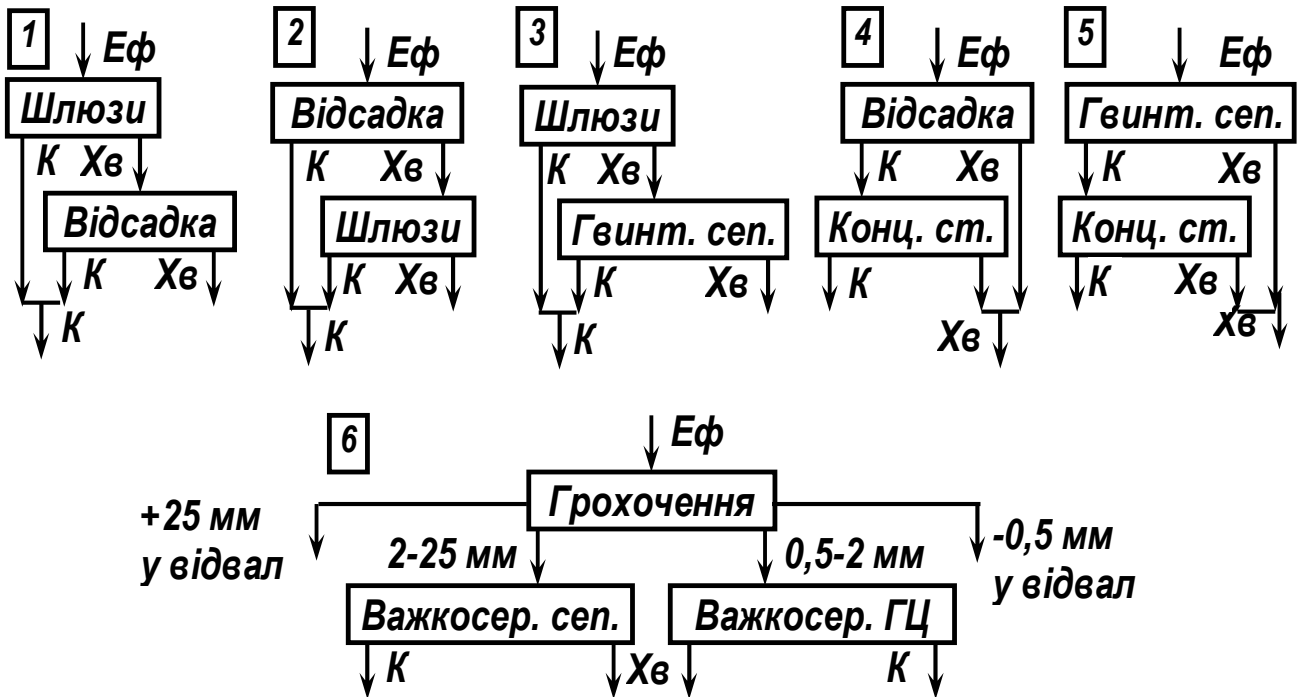 1 Еф
Шлюзи
К Хв
Відсадка
К Хв
К
2 Еф
Відсадка
К Хв
Шлюзи
К Хв
К
3 Еф
Шлюзи
К Хв
Гвинт. сеп.
К Хв
К
4 Еф
Відсадка
К Хв
Конц. ст.
К
Хв
5 Еф
Гвинт. сеп.
К Хв
Конц. ст.
К Хв
Хв
6 Еф
Грохочення
+25 мм
у відвал
2-25 мм
0,5-2 мм
-0,5 мм
у відвал
Важкосер. сеп.
Важкосер. ГЦ
К Хв К